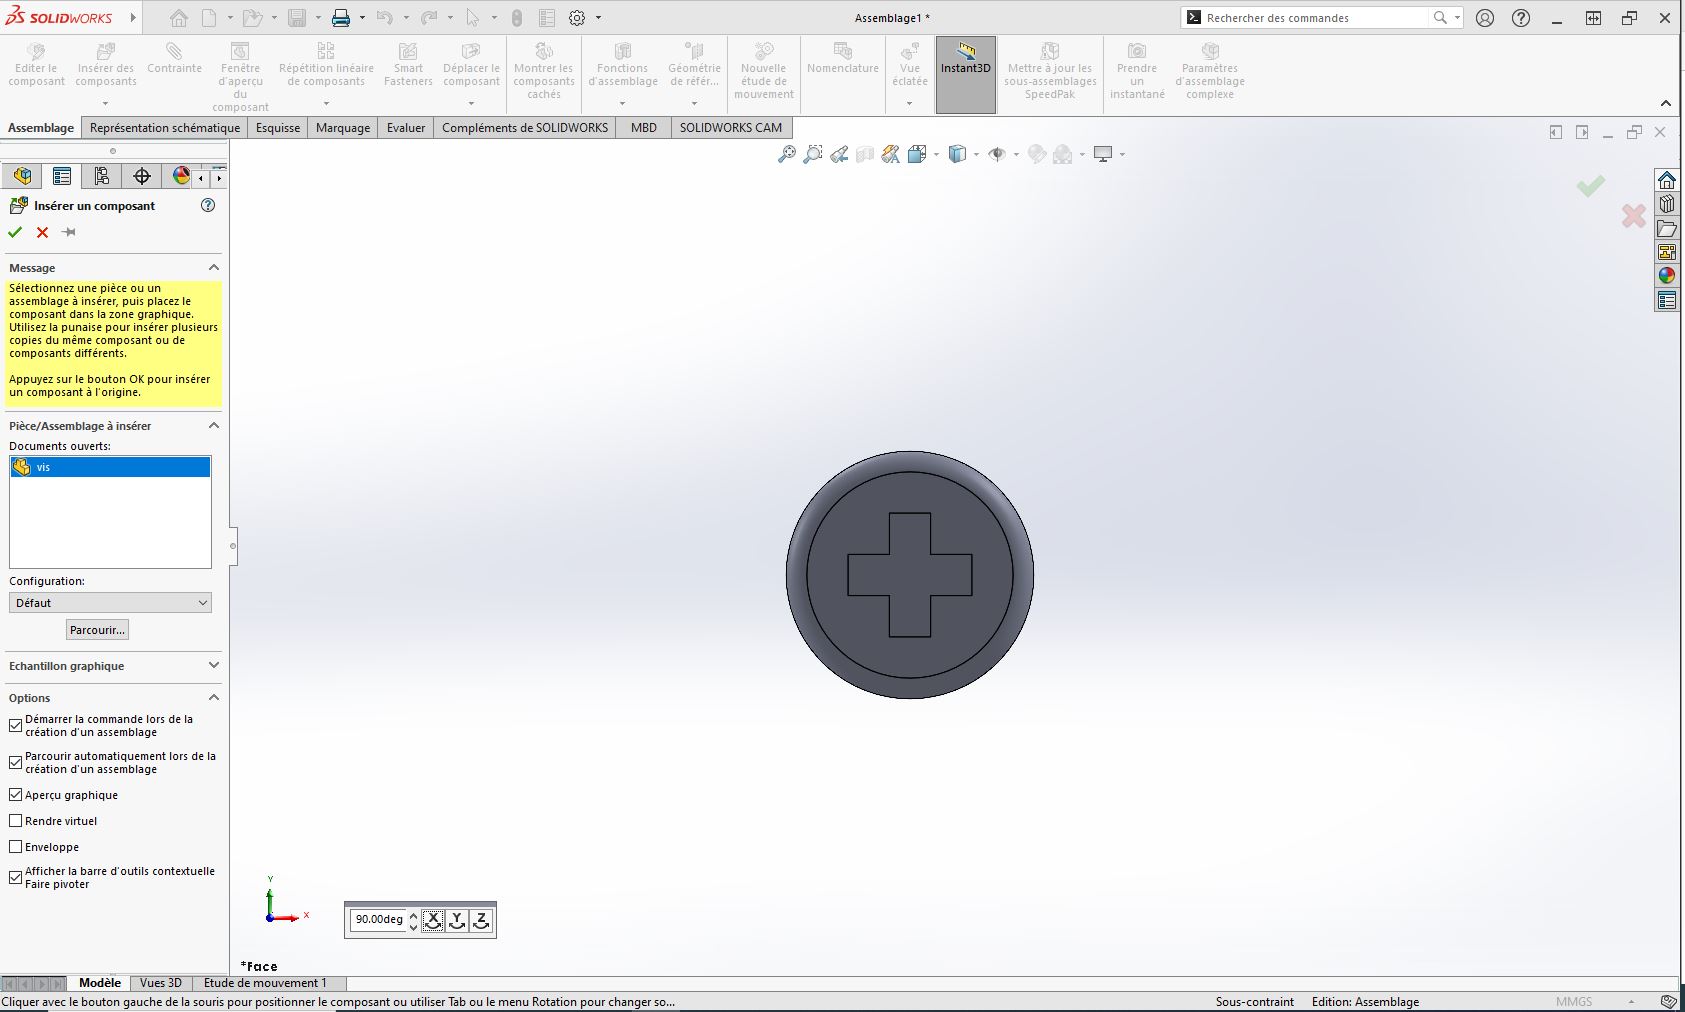 SOLIDWORKS
Assemblage1 *
Rechercher des commandes
Editer le
composant
Insérer des
composants
Contrainte
Fenêtre
d'aperçu
du
composant
Répétition linéaire
de composants
Smart
Fasteners
Déplacer le
composant
Montrer les
composants
cachés
Fonctions
d'assemblage
Géométrie
de référ...
Nouvelle
étude de
mouvement
Nomenclature
Vue
éclatée
Instant3D
Mettre à jour les
sous-assemblages
SpeedPak
Prendre
un
instantané
Paramètres
d'assemblage
complexe
Assemblage
Représentation schématique
Esquisse
Marquage
Evaluer
Compléments de SOLIDWORKS
MBD
SOLIDWORKS CAM
Insérer un composant
Message
Sélectionnez une pièce ou un
assemblage à insérer, puis placez le
composant dans la zone graphique.
Utilisez la punaise pour insérer plusieurs
copies du même composant ou de
composants différents.
Appuyez sur le bouton OK pour insérer
un composant à l'origine.
Pièce/Assemblage à insérer
Documents ouverts:
vis
Configuration:
Défaut
Parcourir...
Echantillon graphique
Options
Démarrer la commande lors de la
création d'un assemblage
Parcourir automatiquement lors de la
création d'un assemblage
Aperçu graphique
Rendre virtuel
Enveloppe
Afficher la barre d'outils contextuelle
Faire pivoter
Y
X
90.00deg
X
Y
Z
*Face
Modèle
Vues 3D
Etude de mouvement 1
Cliquer avec le bouton gauche de la souris pour positionner le composant ou utiliser Tab ou le menu Rotation pour changer so...
Sous-contraint
Edition: Assemblage
MMGS